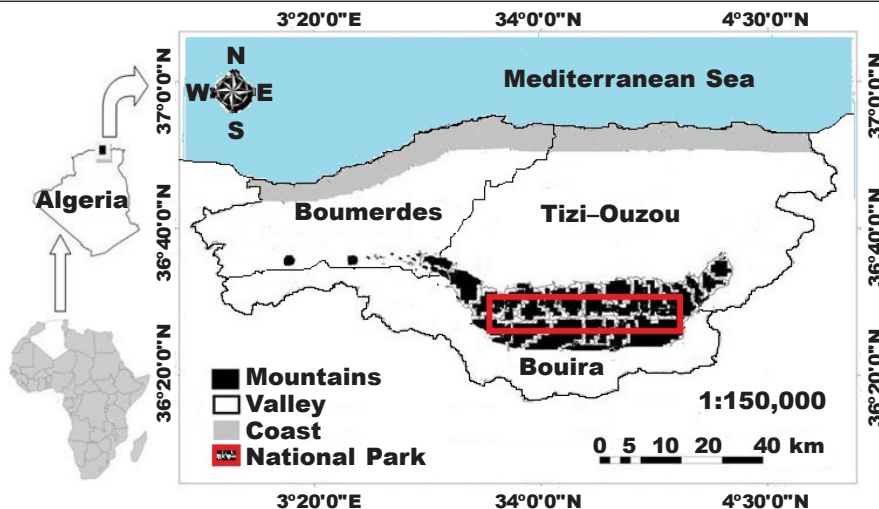 3°20'0"E 34°0'0"E 4°30'0"E
37°0'0"N
36°40'0"N
36°20'0"N
N
W E
S
Mediterranean Sea
37°0'0"N
36°40'0"N
36°20'0"N
Algeria
Boumerdes
Tizi–Ouzou
Bouira
Mountains
Valley
Coast
National Park
1:150,000
0 5 10 20 40 km
3°20'0"E 34°0'0"E 4°30'0"E